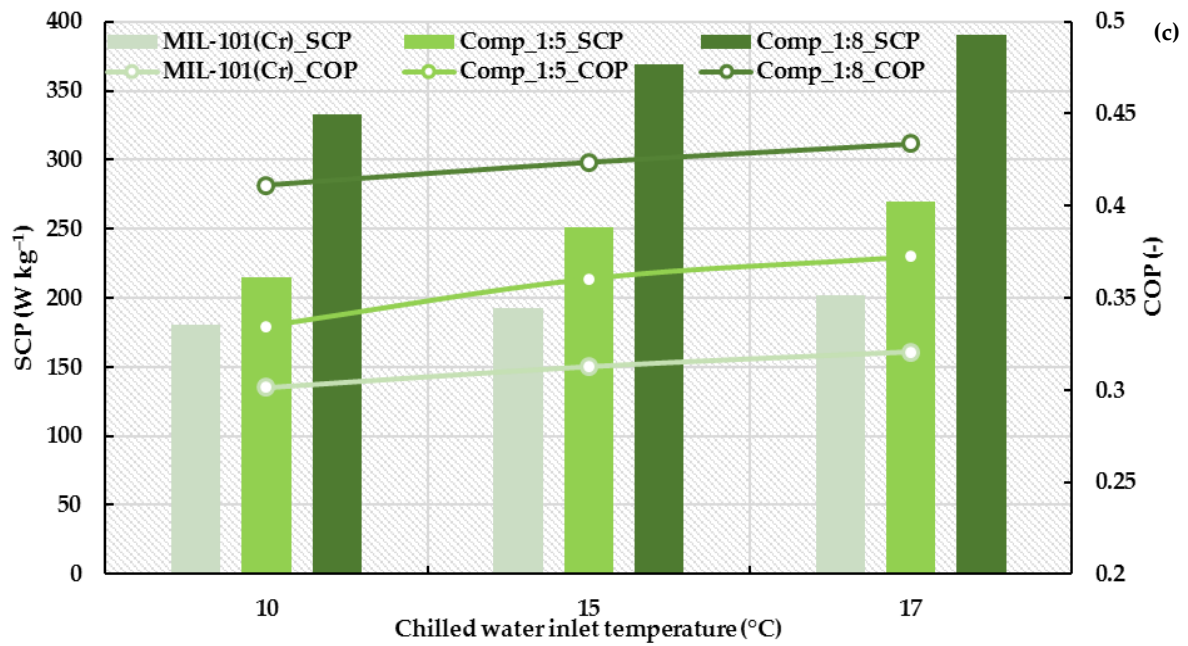 MIL-101(Cr)_SCP Comp_1:5_SCP Comp_1:8_SCP
MIL-101(Cr)_COP Comp_1:5_COP Comp_1:8_COP
(c)
SCP (W kg⁻¹)
400
350
300
250
200
150
100
50
0
0.5
0.45
0.4
0.35
0.3
0.25
0.2
COP (-)
10 15 17
Chilled water inlet temperature (°C)